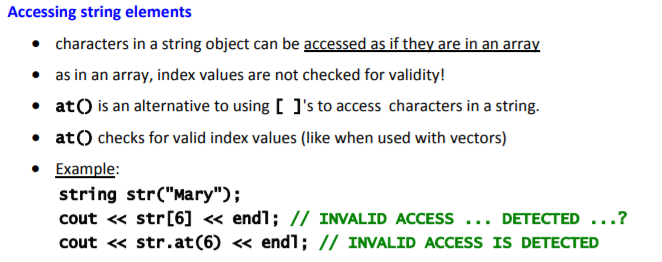 Accessing string elements
• characters in a string object can be accessed as if they are in an array
• as in an array, index values are not checked for validity!
• at() is an alternative to using [ ]'s to access characters in a string.
• at() checks for valid index values (like when used with vectors)
• Example:
string str("Mary");
cout << str[6] << endl; // INVALID ACCESS ... DETECTED ...?
cout << str.at(6) << endl; // INVALID ACCESS IS DETECTED